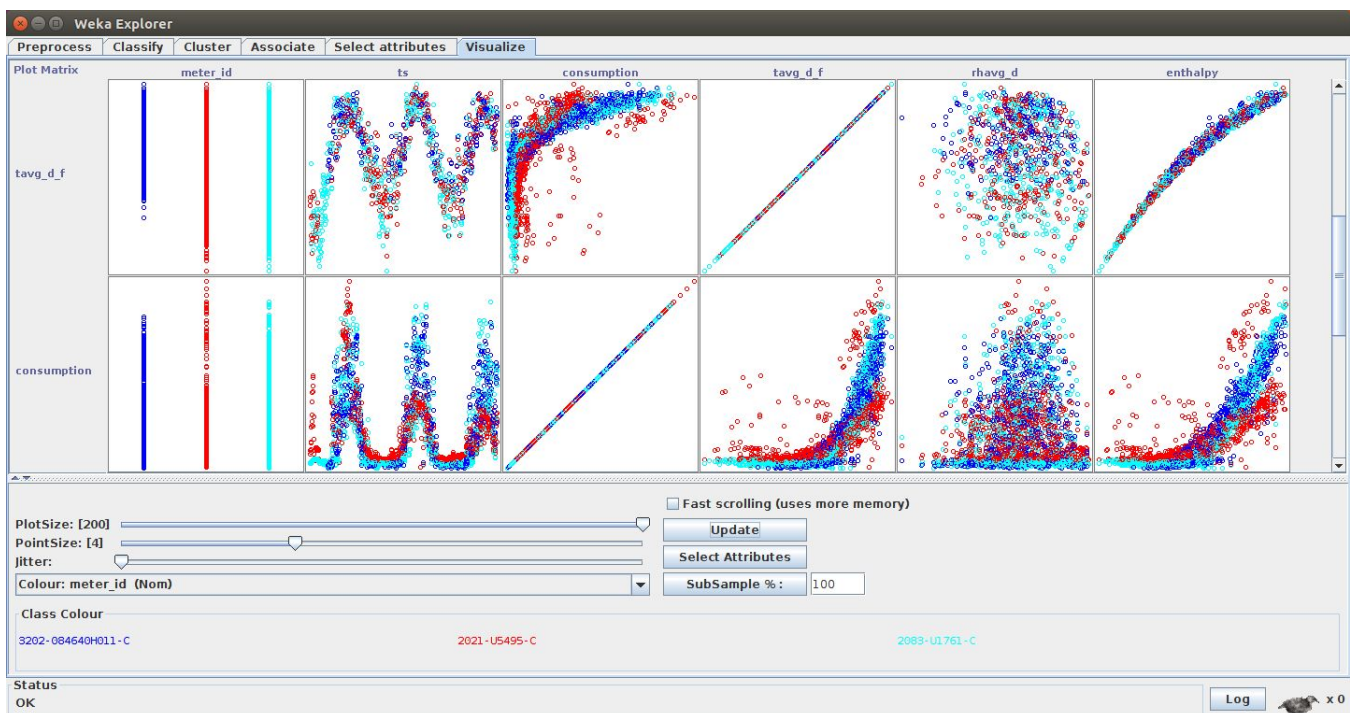 Weka Explorer
Preprocess Classify Cluster Associate Select attributes Visualize
Plot Matrix meter_id ts consumption tavg_d_f rhavg_d enthalpy
tavg_d_f
consumption
Fast scrolling (uses more memory)
PlotSize: [200]
Update
PointSize: [4]
Select Attributes
Jitter:
Colour: meter_id (Nom)
SubSample % : 100
Class Colour
3202-084640H011-C 2021-U5495-C 2083-U1761-C
Status
OK
Log x 0